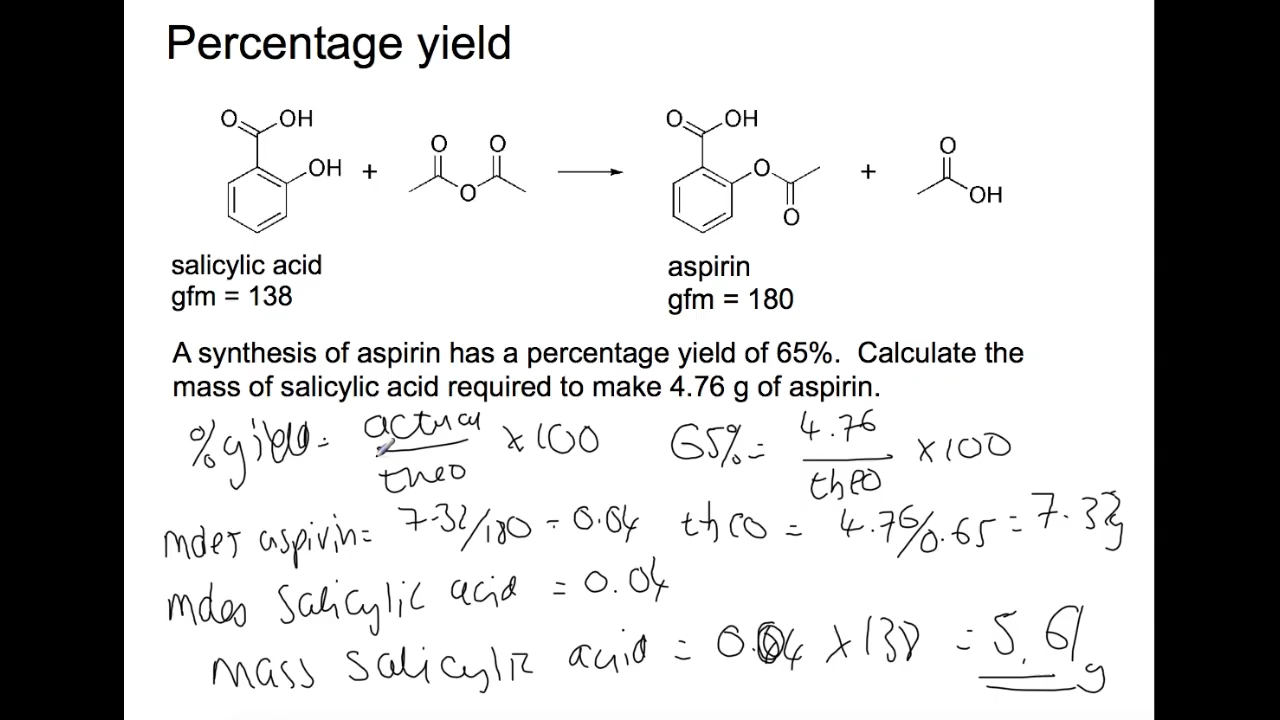 Percentage yield
O OH
OH + O O O
O OH
O O + O OH
salicylic acid
gfm = 138
aspirin
gfm = 180
A synthesis of aspirin has a percentage yield of 65%. Calculate the
mass of salicylic acid required to make 4.76 g of aspirin.
%yield = actual/theo × 100
65% = 4.76/theo × 100
moles aspirin = 7.32/180 = 0.04
theo = 4.76/0.65 = 7.32g
moles salicylic acid = 0.04
mass salicylic acid = 0.04 × 138 = 5.61g